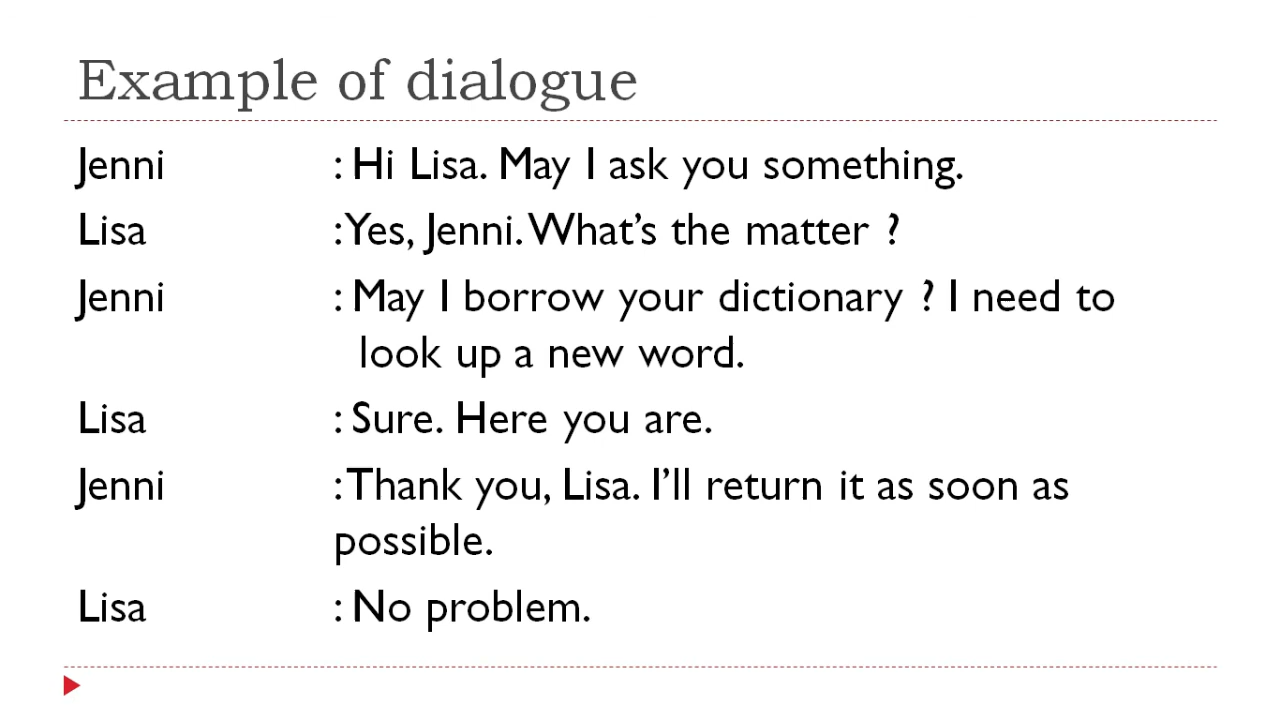 Example of dialogue
Jenni : Hi Lisa. May I ask you something.
Lisa : Yes, Jenni. What’s the matter ?
Jenni : May I borrow your dictionary ? I need to
look up a new word.
Lisa : Sure. Here you are.
Jenni : Thank you, Lisa. I’ll return it as soon as
possible.
Lisa : No problem.